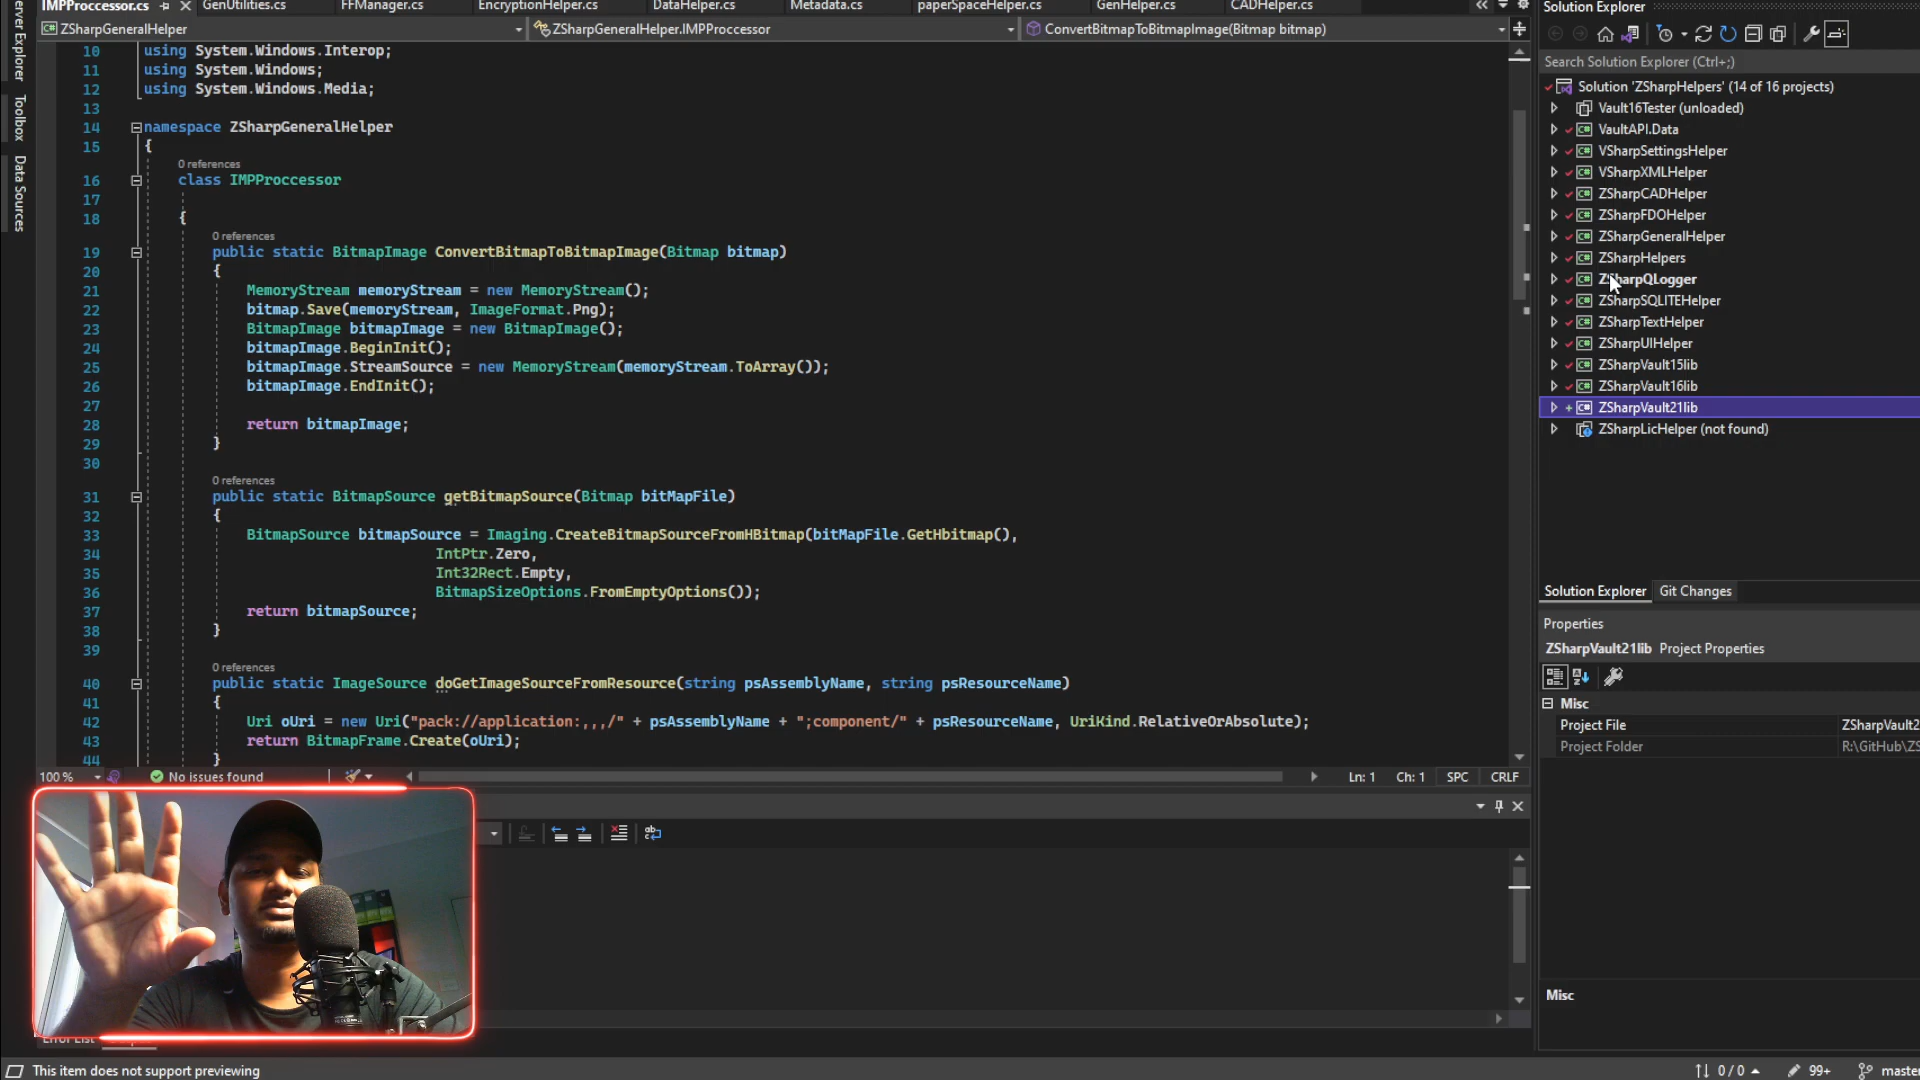 IMPProccessor.cs
GenUtilities.cs
FFManager.cs
EncryptionHelper.cs
DataHelper.cs
Metadata.cs
paperSpaceHelper.cs
GenHelper.cs
CADHelper.cs
ZSharpGeneralHelper
ZSharpGeneralHelper.IMPProccessor
ConvertBitmapToBitmapImage(Bitmap bitmap)
Toolbox
Data Sources
10 using System.Windows.Interop;
11 using System.Windows;
12 using System.Windows.Media;
13
14 namespace ZSharpGeneralHelper
15 {
0 references
16 class IMPProccessor
17
18 {
0 references
19 public static BitmapImage ConvertBitmapToBitmapImage(Bitmap bitmap)
20 {
21 MemoryStream memoryStream = new MemoryStream();
22 bitmap.Save(memoryStream, ImageFormat.Png);
23 BitmapImage bitmapImage = new BitmapImage();
24 bitmapImage.BeginInit();
25 bitmapImage.StreamSource = new MemoryStream(memoryStream.ToArray());
26 bitmapImage.EndInit();
27
28 return bitmapImage;
29 }
30
0 references
31 public static BitmapSource getBitmapSource(Bitmap bitMapFile)
32 {
33 BitmapSource bitmapSource = Imaging.CreateBitmapSourceFromHBitmap(bitMapFile.GetHbitmap(),
34 IntPtr.Zero,
35 Int32Rect.Empty,
36 BitmapSizeOptions.FromEmptyOptions());
37 return bitmapSource;
38 }
39
0 references
40 public static ImageSource doGetImageSourceFromResource(string psAssemblyName, string psResourceName)
41 {
42 Uri oUri = new Uri("pack://application:,,,/" + psAssemblyName + ";component/" + psResourceName, UriKind.RelativeOrAbsolute);
43 return BitmapFrame.Create(oUri);
44 }
100 %
No issues found
Ln: 1
Ch: 1
SPC
CRLF
Error List
This item does not support previewing
Solution Explorer
Search Solution Explorer (Ctrl+;)
Solution 'ZSharpHelpers' (14 of 16 projects)
Vault16Tester (unloaded)
VaultAPI.Data
VSharpSettingsHelper
VSharpXMLHelper
ZSharpCADHelper
ZSharpFDOHelper
ZSharpGeneralHelper
ZSharpHelpers
ZSharpQLogger
ZSharpSQLITEHelper
ZSharpTextHelper
ZSharpUIHelper
ZSharpVault15lib
ZSharpVault16lib
ZSharpVault21lib
ZSharpLicHelper (not found)
Solution Explorer
Git Changes
Properties
ZSharpVault21lib Project Properties
Misc
Project File ZSharpVault2
Project Folder R:\GitHub\ZS
Misc
0 / 0
99+
master